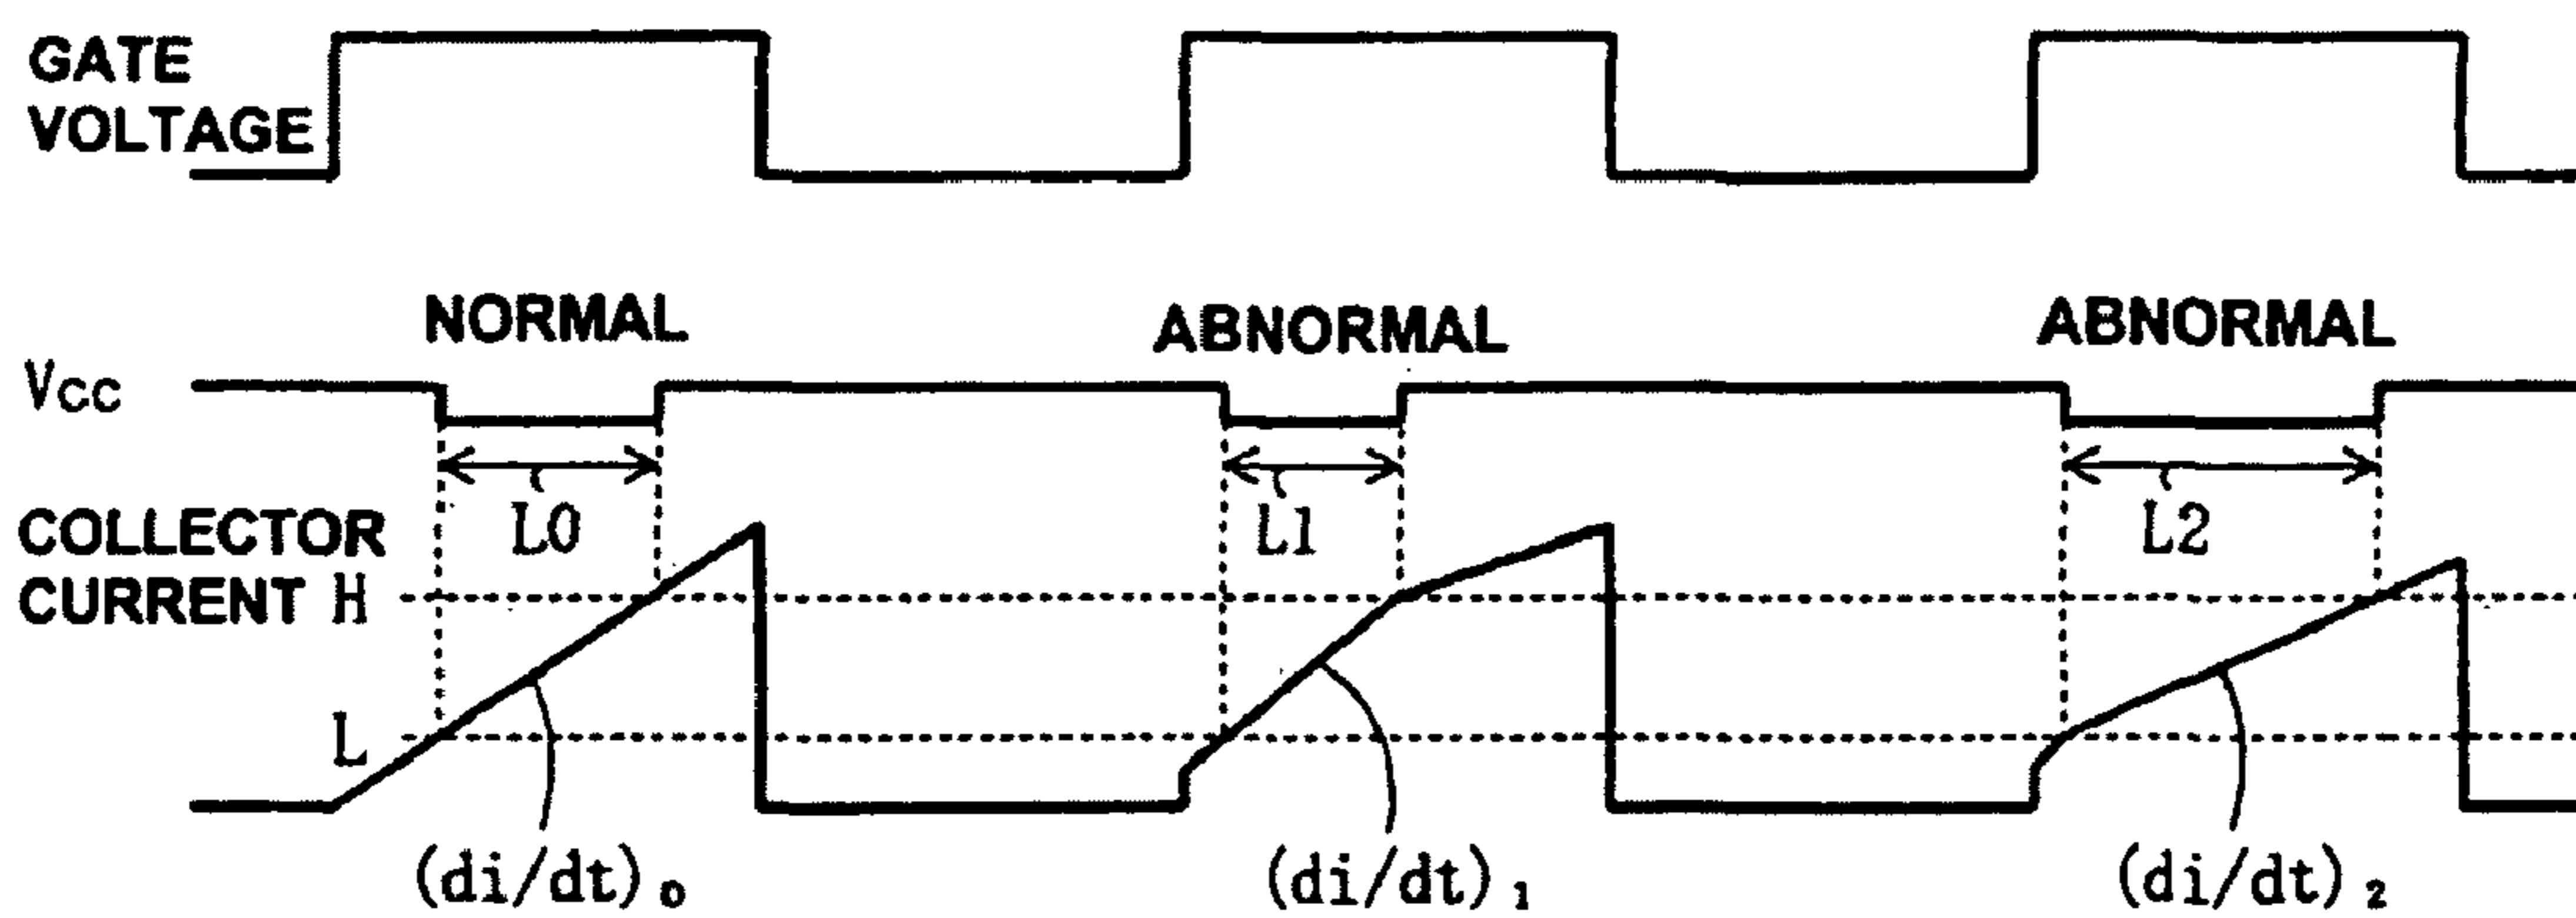 GATE
VOLTAGE
NORMAL
ABNORMAL
ABNORMAL
Vcc
L0
L1
L2
COLLECTOR
CURRENT H
L
(di/dt)₀
(di/dt)₁
(di/dt)₂